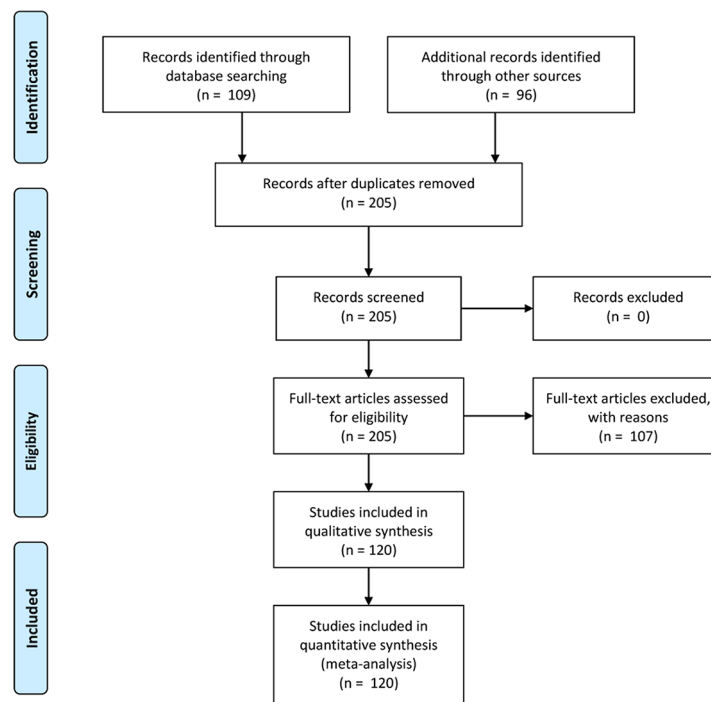 Identification
Records identified through
database searching
(n = 109)
Additional records identified
through other sources
(n = 96)
Records after duplicates removed
(n = 205)
Screening
Records screened
(n = 205)
Records excluded
(n = 0)
Eligibility
Full-text articles assessed
for eligibility
(n = 205)
Full-text articles excluded,
with reasons
(n = 107)
Studies included in
qualitative synthesis
(n = 120)
Included
Studies included in
quantitative synthesis
(meta-analysis)
(n = 120)